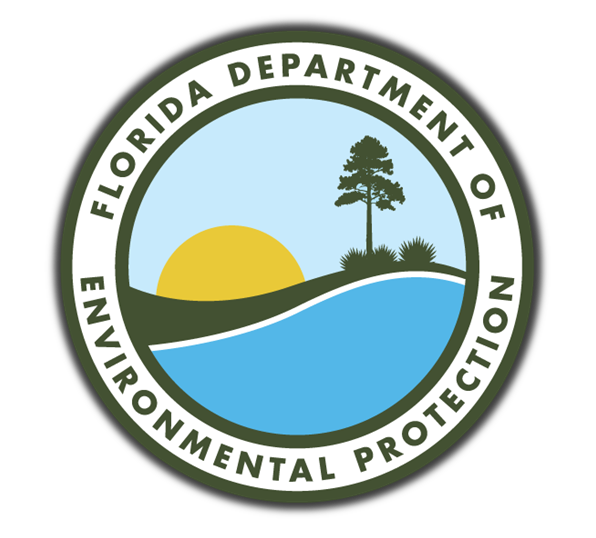 FLORIDA DEPARTMENT OF
ENVIRONMENTAL PROTECTION